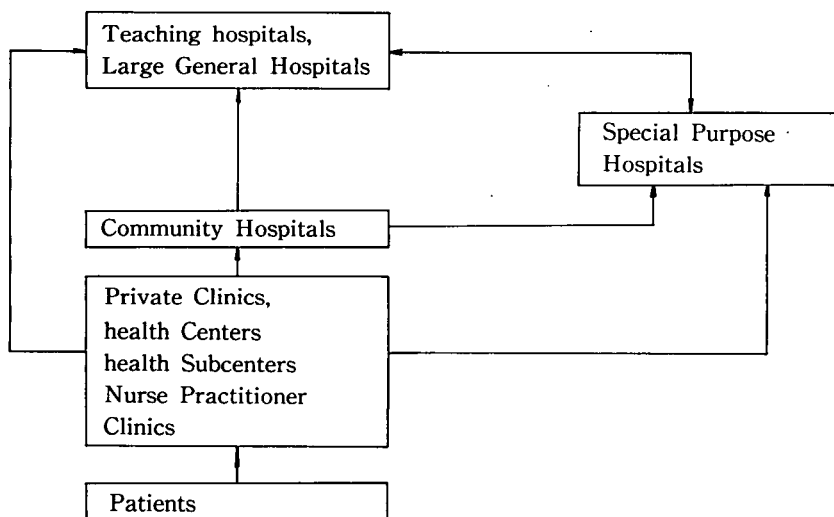 Teaching hospitals,
Large General Hospitals
Special Purpose
Hospitals
Community Hospitals
Private Clinics,
health Centers
health Subcenters
Nurse Practitioner
Clinics
Patients